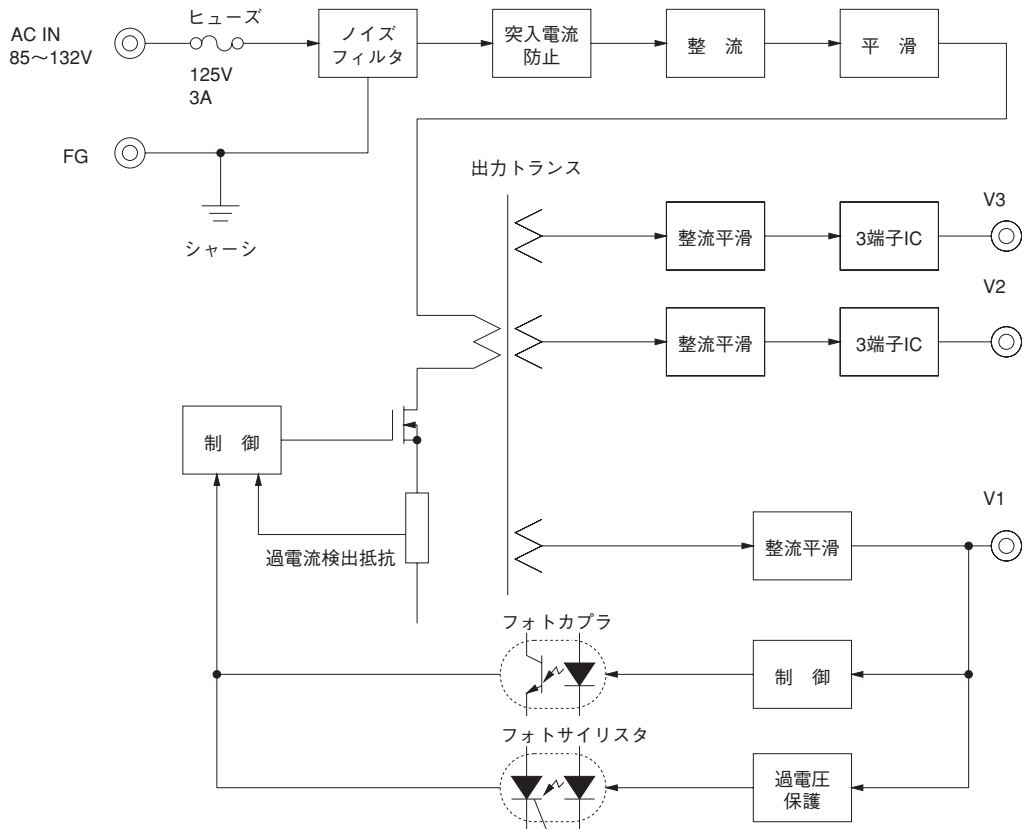 AC IN
85～132V
ヒューズ
125V
3A
ノイズ
フィルタ
突入電流
防止
整 流
平 滑
FG
シャーシ
出力トランス
整流平滑
3端子IC
V3
整流平滑
3端子IC
V2
制 御
過電流検出抵抗
整流平滑
V1
フォトカプラ
制 御
フォトサイリスタ
過電圧
保護